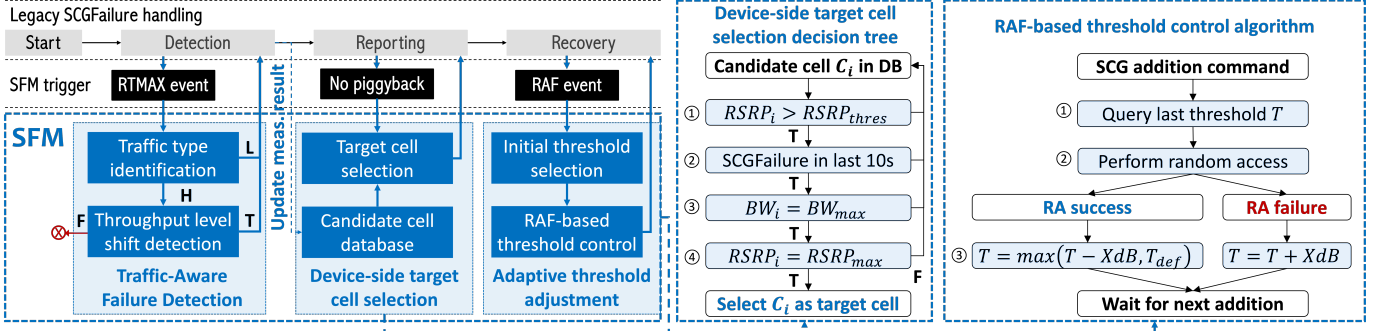 Legacy SCGFailure handling
Start
Detection
Reporting
Recovery
SFM trigger
RTMAX event
No piggyback
RAF event
Update meas result
SFM
Traffic type
identification
L
H
Throughput level
shift detection
F
T
Traffic-Aware
Failure Detection
Target cell
selection
Candidate cell
database
Device-side target
cell selection
Initial threshold
selection
RAF-based
threshold control
Adaptive threshold
adjustment
Device-side target cell
selection decision tree
Candidate cell C_i in DB
① RSRP_i > RSRP_thres
T
② SCGFailure in last 10s
T
③ BW_i = BW_max
T
④ RSRP_i = RSRP_max
T
F
Select C_i as target cell
RAF-based threshold control algorithm
SCG addition command
① Query last threshold T
② Perform random access
RA success
RA failure
③ T = max(T − XdB, T_def)
T = T + XdB
Wait for next addition